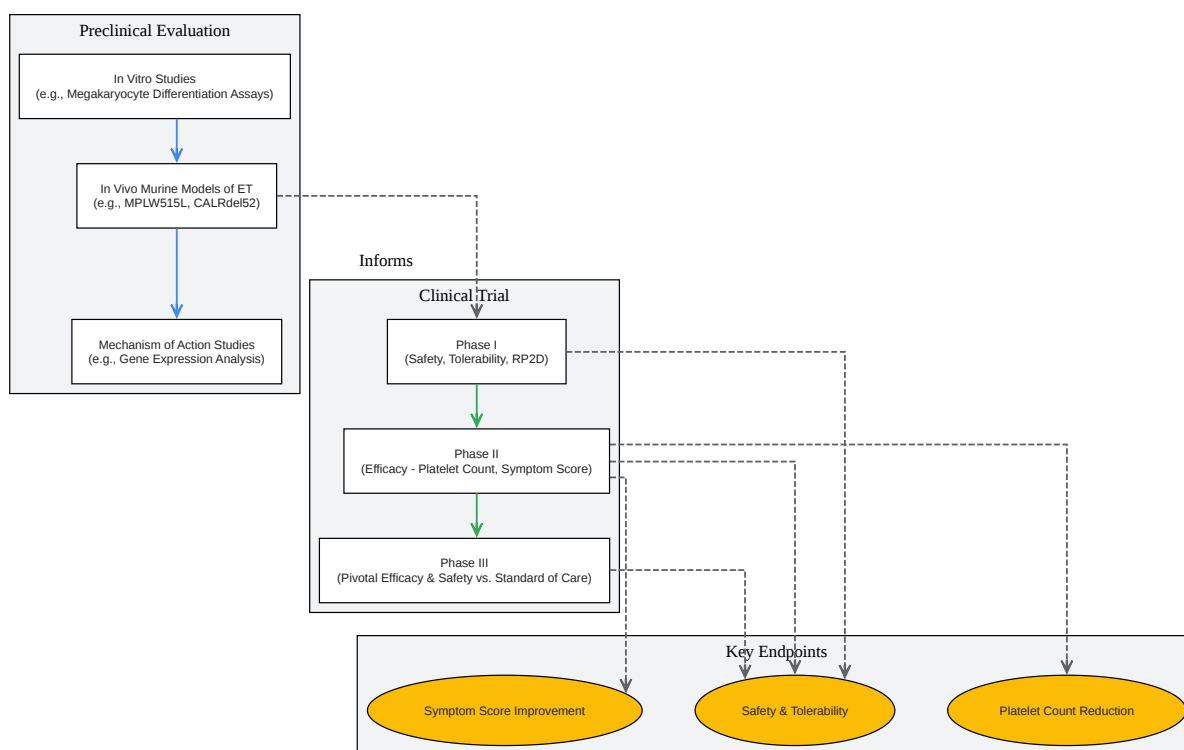 Preclinical Evaluation
In Vitro Studies
(e.g., Megakaryocyte Differentiation Assays)
In Vivo Murine Models of ET
(e.g., MPLW515L, CALRdel52)
Mechanism of Action Studies
(e.g., Gene Expression Analysis)
Informs
Clinical Trial
Phase I
(Safety, Tolerability, RP2D)
Phase II
(Efficacy - Platelet Count, Symptom Score)
Phase III
(Pivotal Efficacy & Safety vs. Standard of Care)
Key Endpoints
Symptom Score Improvement
Safety & Tolerability
Platelet Count Reduction